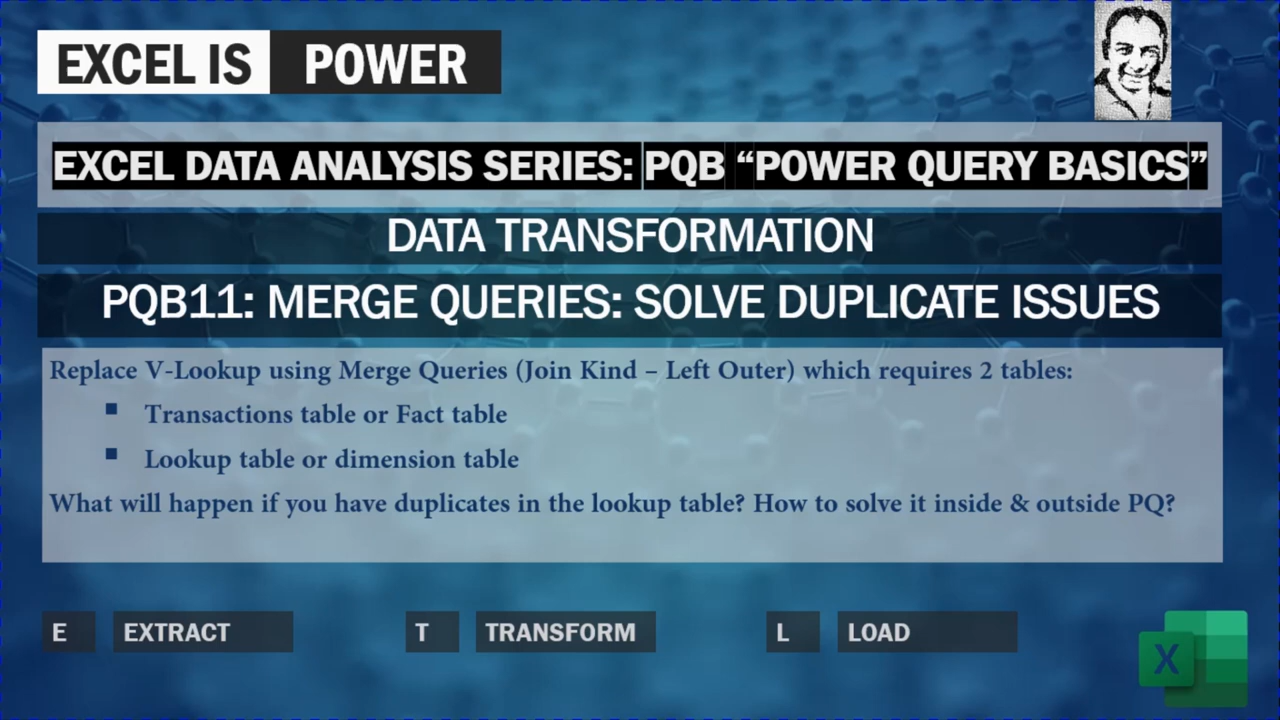 EXCEL IS POWER
EXCEL DATA ANALYSIS SERIES: PQB “POWER QUERY BASICS”
DATA TRANSFORMATION
PQB11: MERGE QUERIES: SOLVE DUPLICATE ISSUES
Replace V-Lookup using Merge Queries (Join Kind – Left Outer) which requires 2 tables:
▪ Transactions table or Fact table
▪ Lookup table or dimension table
What will happen if you have duplicates in the lookup table? How to solve it inside & outside PQ?
E EXTRACT T TRANSFORM L LOAD
X